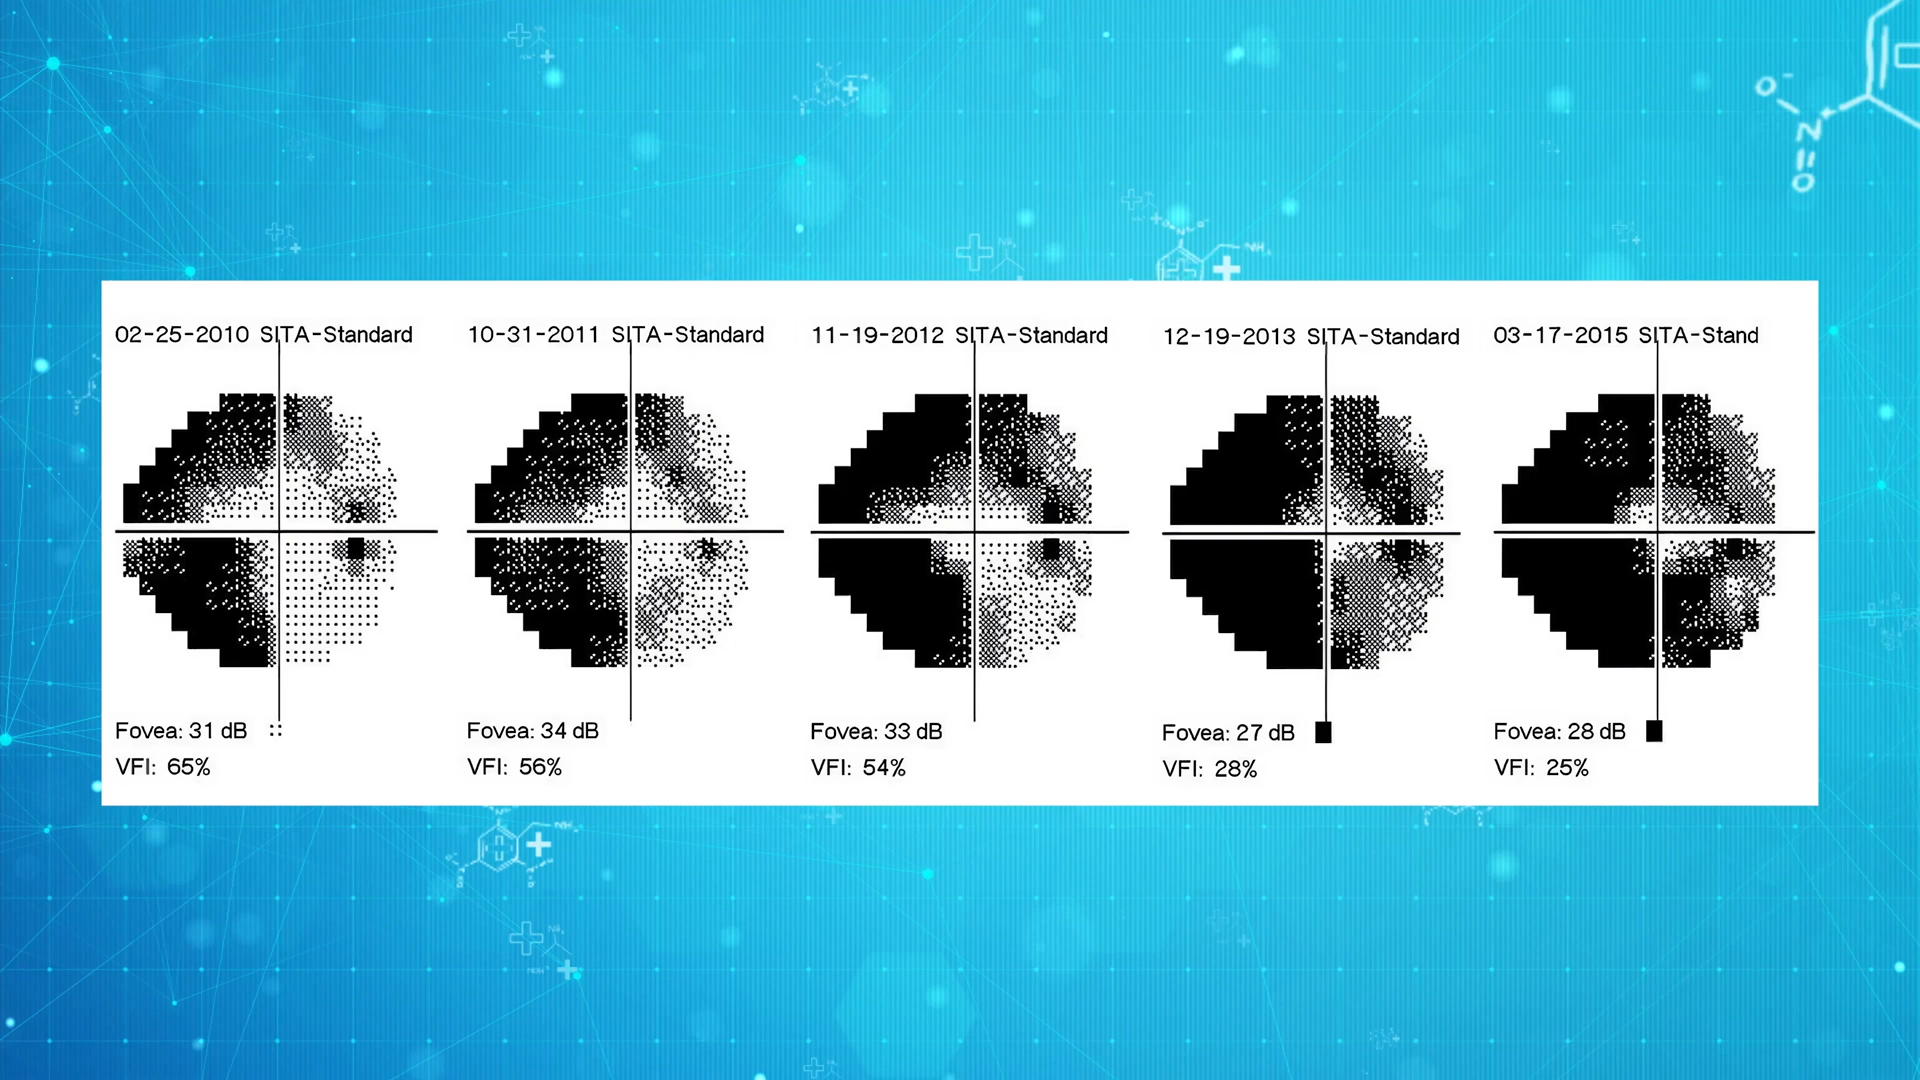 02-25-2010 SITA-Standard
10-31-2011 SITA-Standard
11-19-2012 SITA-Standard
12-19-2013 SITA-Standard
03-17-2015 SITA-Stand
Fovea: 31 dB
VFI: 65%
Fovea: 34 dB
VFI: 56%
Fovea: 33 dB
VFI: 54%
Fovea: 27 dB
VFI: 28%
Fovea: 28 dB
VFI: 25%
O-
N+
O
NH
NH